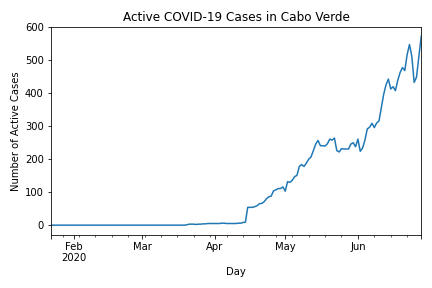 Active COVID-19 Cases in Cabo Verde
600
500
400
300
200
100
0
Number of Active Cases
Feb
2020
Mar
Apr
May
Jun
Day